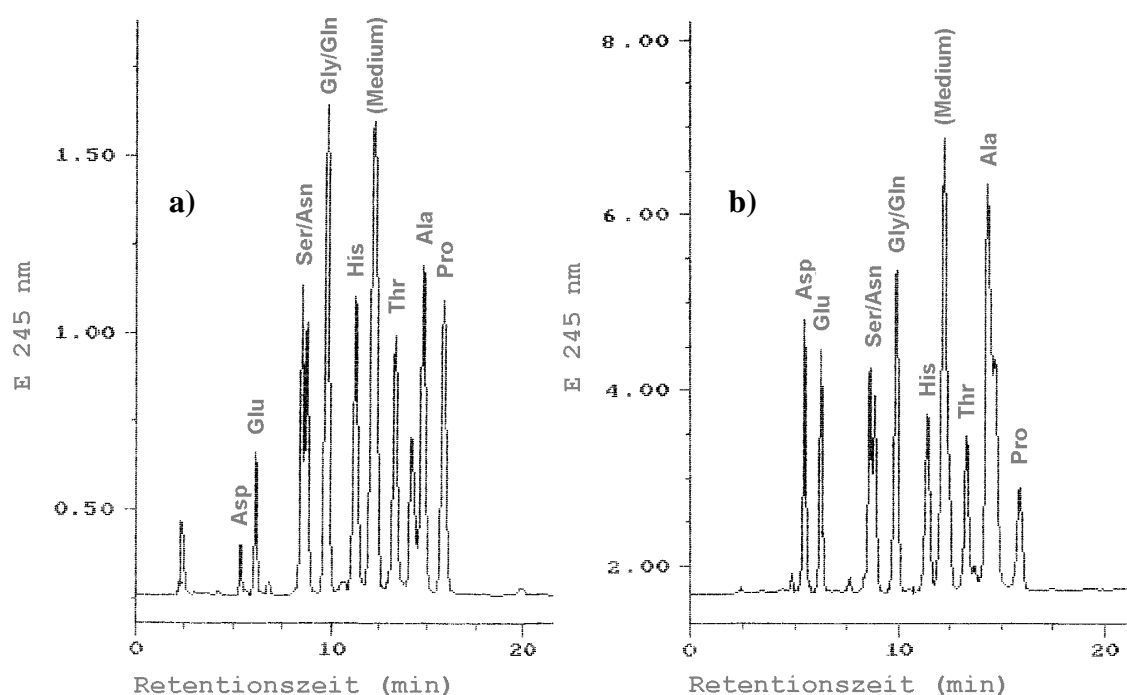 a)
E 245 nm
1.50
1.00
0.50
Asp
Glu
Ser/Asn
Gly/Gln
His
(Medium)
Thr
Ala
Pro
0
10
20
Retentionszeit (min)
b)
E 245 nm
8.00
6.00
4.00
2.00
Asp
Glu
Ser/Asn
Gly/Gln
His
(Medium)
Thr
Ala
Pro
0
10
20
Retentionszeit (min)